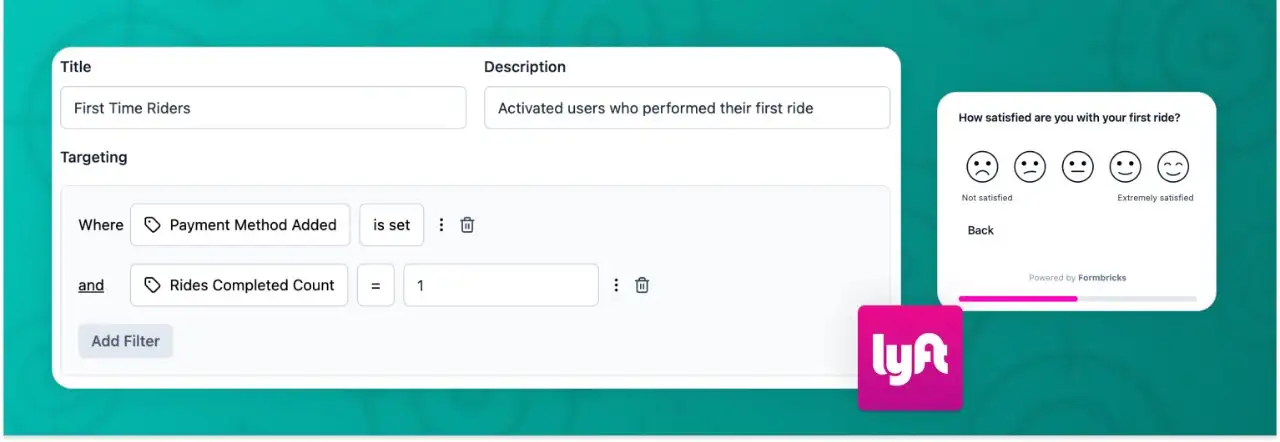 Title
First Time Riders
Description
Activated users who performed their first ride
Targeting
Where Payment Method Added is set
and Rides Completed Count = 1
Add Filter
How satisfied are you with your first ride?
Not satisfied Extremely satisfied
Back
Powered by Formbricks
lyft